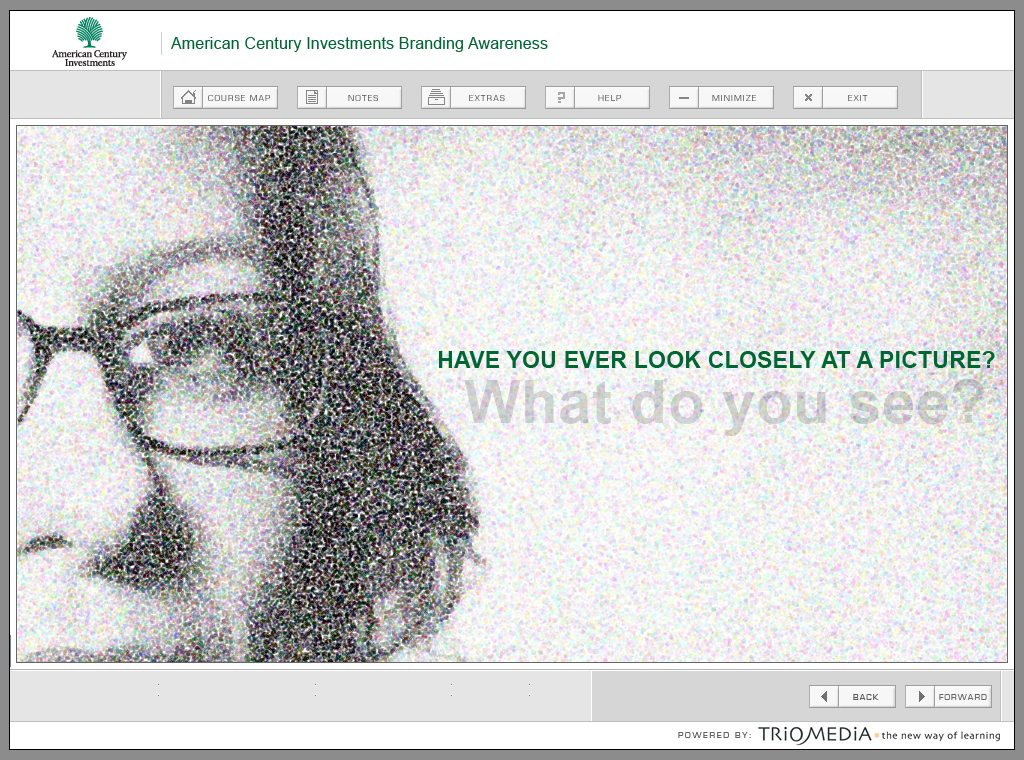 American Century
Investments
American Century Investments Branding Awareness
COURSE MAP
NOTES
EXTRAS
? HELP
MINIMIZE
EXIT
HAVE YOU EVER LOOK CLOSELY AT A PICTURE?
What do you see?
BACK
FORWARD
POWERED BY: TRiOMEDiA the new way of learning